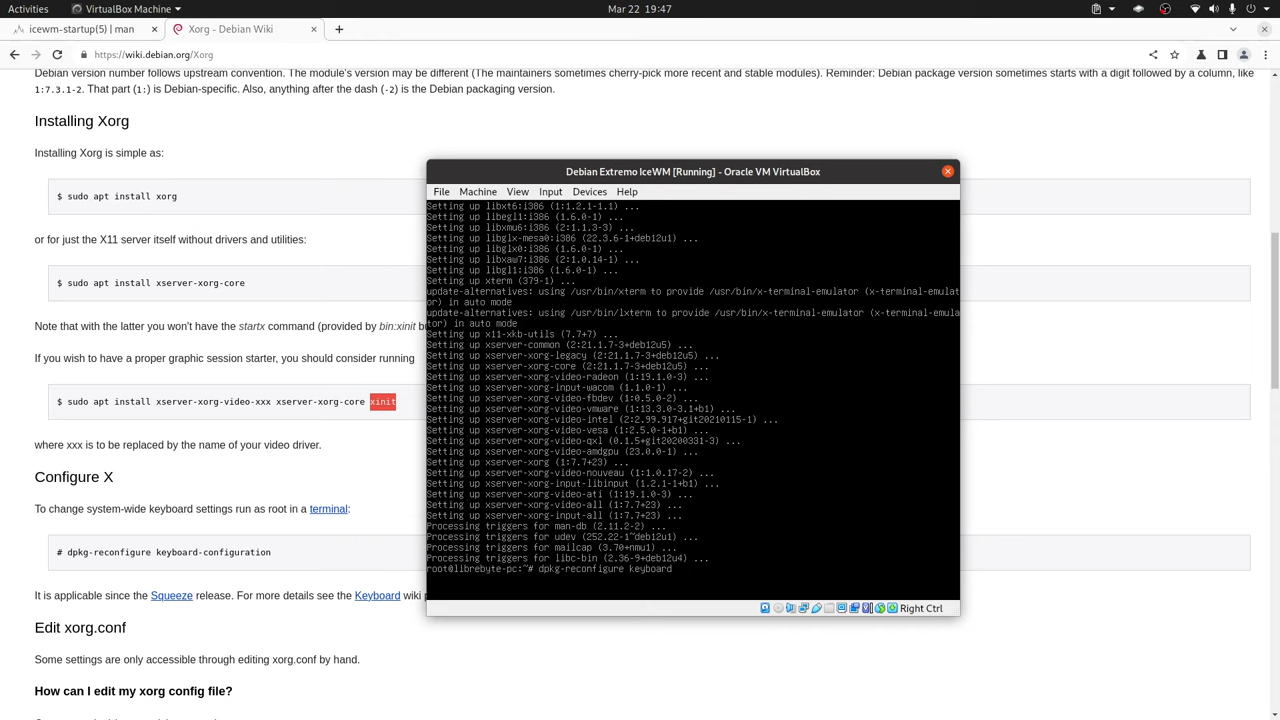 Activities
VirtualBox Machine
Mar 22 19:47
icewm-startup(5) | man
Xorg - Debian Wiki
https://wiki.debian.org/Xorg
Debian version number follows upstream convention. The module's version may be different (The maintainers sometimes cherry-pick more recent and stable modules). Reminder: Debian package version sometimes starts with a digit followed by a column, like
1:7.3.1-2. That part (1:) is Debian-specific. Also, anything after the dash (-2) is the Debian packaging version.
Installing Xorg
Installing Xorg is simple as:
$ sudo apt install xorg
or for just the X11 server itself without drivers and utilities:
$ sudo apt install xserver-xorg-core
Note that with the latter you won't have the startx command (provided by bin:xinit
If you wish to have a proper graphic session starter, you should consider running
$ sudo apt install xserver-xorg-video-xxx xserver-xorg-core xinit
where xxx is to be replaced by the name of your video driver.
Configure X
To change system-wide keyboard settings run as root in a terminal:
# dpkg-reconfigure keyboard-configuration
It is applicable since the Squeeze release. For more details see the Keyboard wiki
Edit xorg.conf
Some settings are only accessible through editing xorg.conf by hand.
How can I edit my xorg config file?
Debian Extremo IceWM [Running] - Oracle VM VirtualBox
File Machine View Input Devices Help
Setting up libxt6:i386 (1:1.2.1-1.1) ...
Setting up libegl1:i386 (1.6.0-1) ...
Setting up libxmu6:i386 (2:1.1.3-3) ...
Setting up libglx-mesa0:i386 (22.3.6-1+deb12u1) ...
Setting up libglx0:i386 (1.6.0-1) ...
Setting up libxaw7:i386 (2:1.0.14-1) ...
Setting up libgl1:i386 (1.6.0-1) ...
Setting up xterm (379-1) ...
update-alternatives: using /usr/bin/xterm to provide /usr/bin/x-terminal-emulator (x-terminal-emulat
or) in auto mode
update-alternatives: using /usr/bin/lxterm to provide /usr/bin/x-terminal-emulator (x-terminal-emula
tor) in auto mode
Setting up x11-xkb-utils (7.7+7) ...
Setting up xserver-common (2:21.1.7-3+deb12u5) ...
Setting up xserver-xorg-legacy (2:21.1.7-3+deb12u5) ...
Setting up xserver-xorg-core (2:21.1.7-3+deb12u5) ...
Setting up xserver-xorg-video-radeon (1:19.1.0-3) ...
Setting up xserver-xorg-input-wacom (1.1.0-1) ...
Setting up xserver-xorg-video-fbdev (1:0.5.0-2) ...
Setting up xserver-xorg-video-vmware (1:13.3.0-3.1+b1) ...
Setting up xserver-xorg-video-intel (2:2.99.917+git20210115-1) ...
Setting up xserver-xorg-video-vesa (1:2.5.0-1+b1) ...
Setting up xserver-xorg-video-qxl (0.1.5+git20200331-3) ...
Setting up xserver-xorg-video-amdgpu (23.0.0-1) ...
Setting up xserver-xorg (1:7.7+23) ...
Setting up xserver-xorg-video-nouveau (1:1.0.17-2) ...
Setting up xserver-xorg-input-libinput (1.2.1-1+b1) ...
Setting up xserver-xorg-video-ati (1:19.1.0-3) ...
Setting up xserver-xorg-video-all (1:7.7+23) ...
Setting up xserver-xorg-input-all (1:7.7+23) ...
Processing triggers for man-db (2.11.2-2) ...
Processing triggers for udev (252.22-1~deb12u1) ...
Processing triggers for mailcap (3.70+nmu1) ...
Processing triggers for libc-bin (2.36-9+deb12u4) ...
root@librebyte-pc:~# dpkg-reconfigure keyboard
Right Ctrl